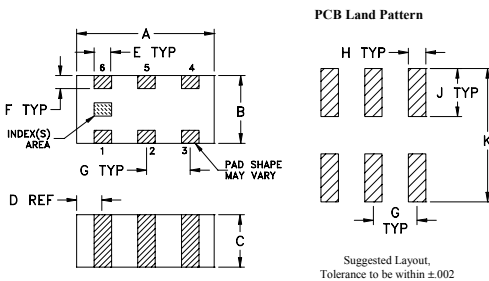 PCB Land Pattern
A
E TYP
6 5 4
F TYP
B
INDEX(S)
AREA
1 2 3
G TYP
PAD SHAPE
MAY VARY
D REF
C
H TYP
J TYP
K
G
TYP
Suggested Layout,
Tolerance to be within ±.002